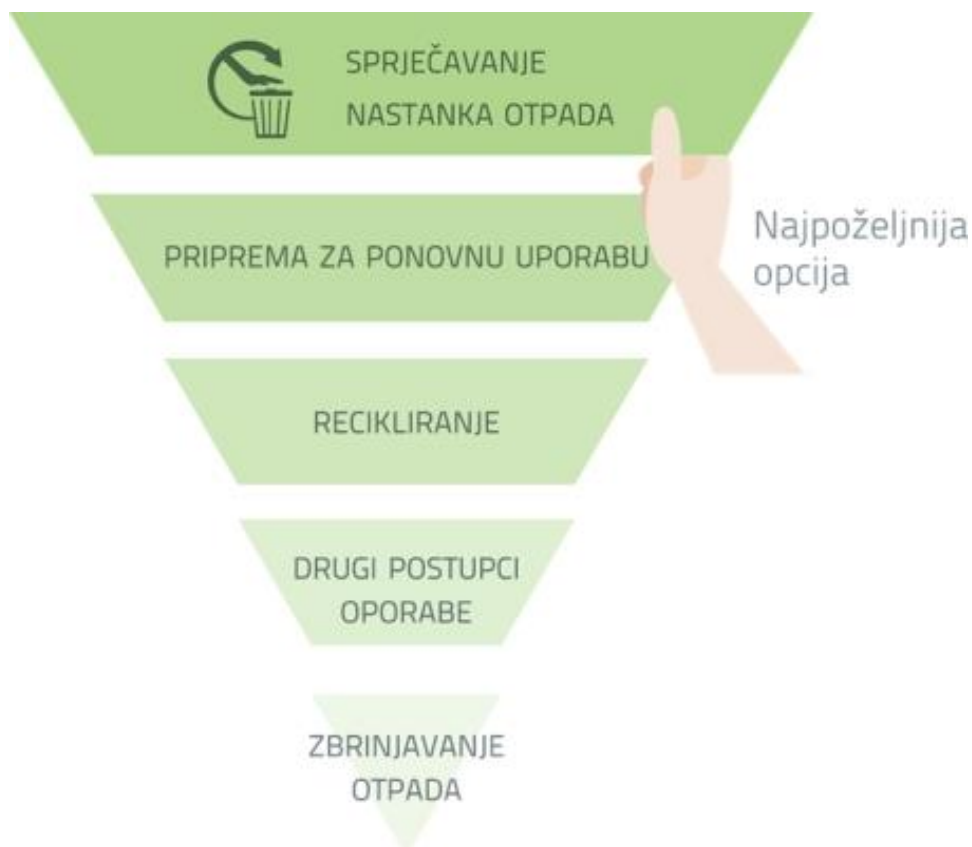 SPRJEČAVANJE
NASTANKA OTPADA
PRIPREMA ZA PONOVNU UPORABU
Najpoželjnija
opcija
RECIKLIRANJE
DRUGI POSTUPCI
OPORABE
ZBRINJAVANJE
OTPADA